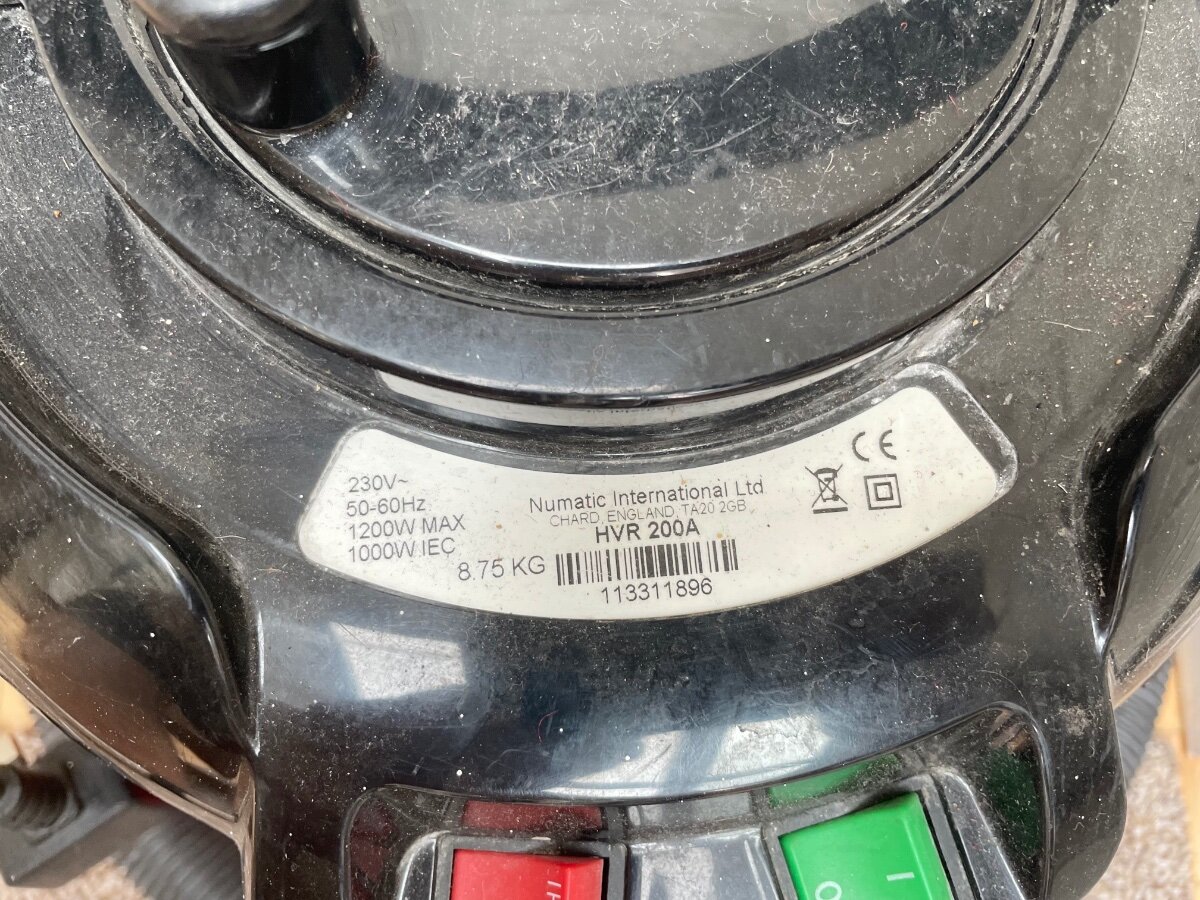 230V~
50-60Hz
1200W MAX
1000W IEC
8.75 KG
Numatic International Ltd
CHARD, ENGLAND, TA20 2GB
HVR 200A
113311896
CE
I
O